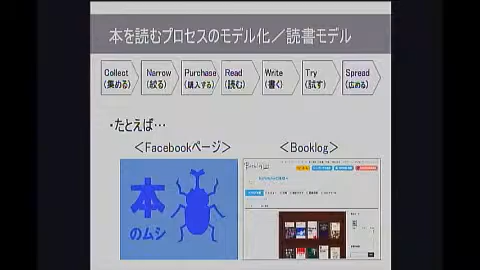 本を読むプロセスのモデル化／読書モデル
Collect
(集める)
Narrow
(絞る)
Purchase
(購入する)
Read
(読む)
Write
(書く)
Try
(試す)
Spread
(広める)
・たとえば…
＜Facebookページ＞
＜Booklog＞
本
のムシ